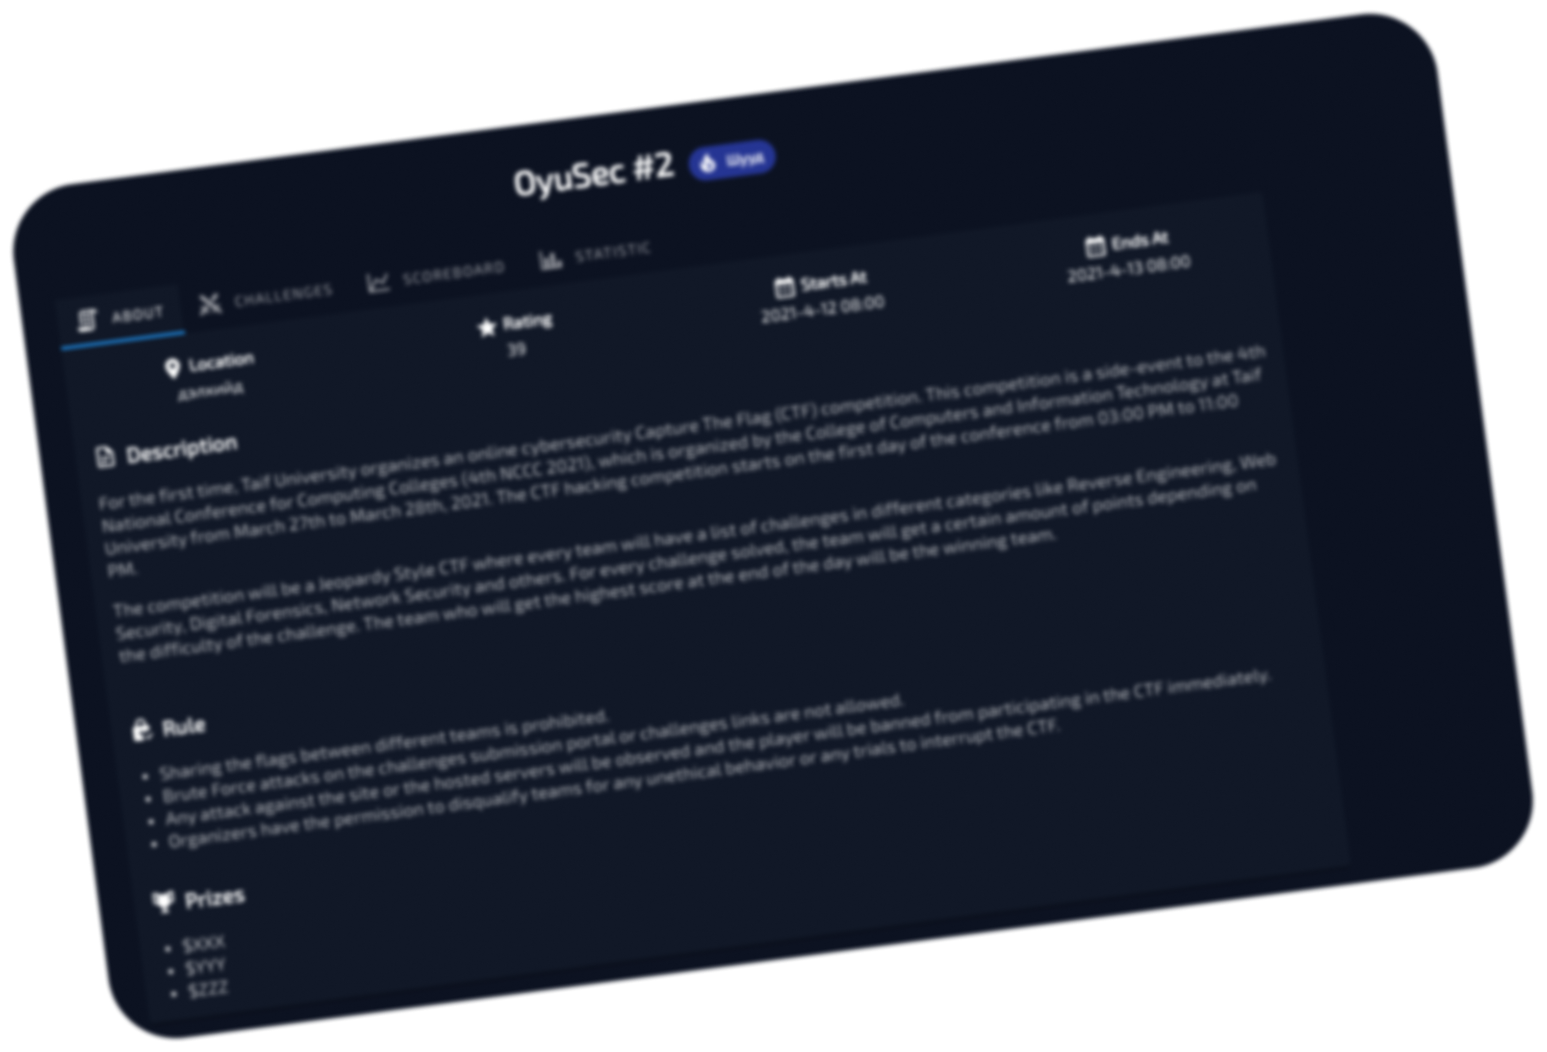 OyuSec #2 Шууд
ABOUT CHALLENGES SCOREBOARD STATISTIC
Location
дэлхийд
Rating
39
Starts At
2021-4-12 08:00
Ends At
2021-4-13 08:00
Description
For the first time, Taif University organizes an online cybersecurity Capture The Flag (CTF) competition. This competition is a side-event to the 4th
National Conference for Computing Colleges (4th NCCC 2021), which is organized by the College of Computers and Information Technology at Taif
University from March 27th to March 28th, 2021. The CTF hacking competition starts on the first day of the conference from 03:00 PM to 11:00
PM.
The competition will be a Jeopardy Style CTF where every team will have a list of challenges in different categories like Reverse Engineering, Web
Security, Digital Forensics, Network Security and others. For every challenge solved, the team will get a certain amount of points depending on
the difficulty of the challenge. The team who will get the highest score at the end of the day will be the winning team.
Rule
• Sharing the flags between different teams is prohibited.
• Brute Force attacks on the challenges submission portal or challenges links are not allowed.
• Any attack against the site or the hosted servers will be observed and the player will be banned from participating in the CTF immediately.
• Organizers have the permission to disqualify teams for any unethical behavior or any trials to interrupt the CTF.
Prizes
• $XXX
• $YYY
• $ZZZ